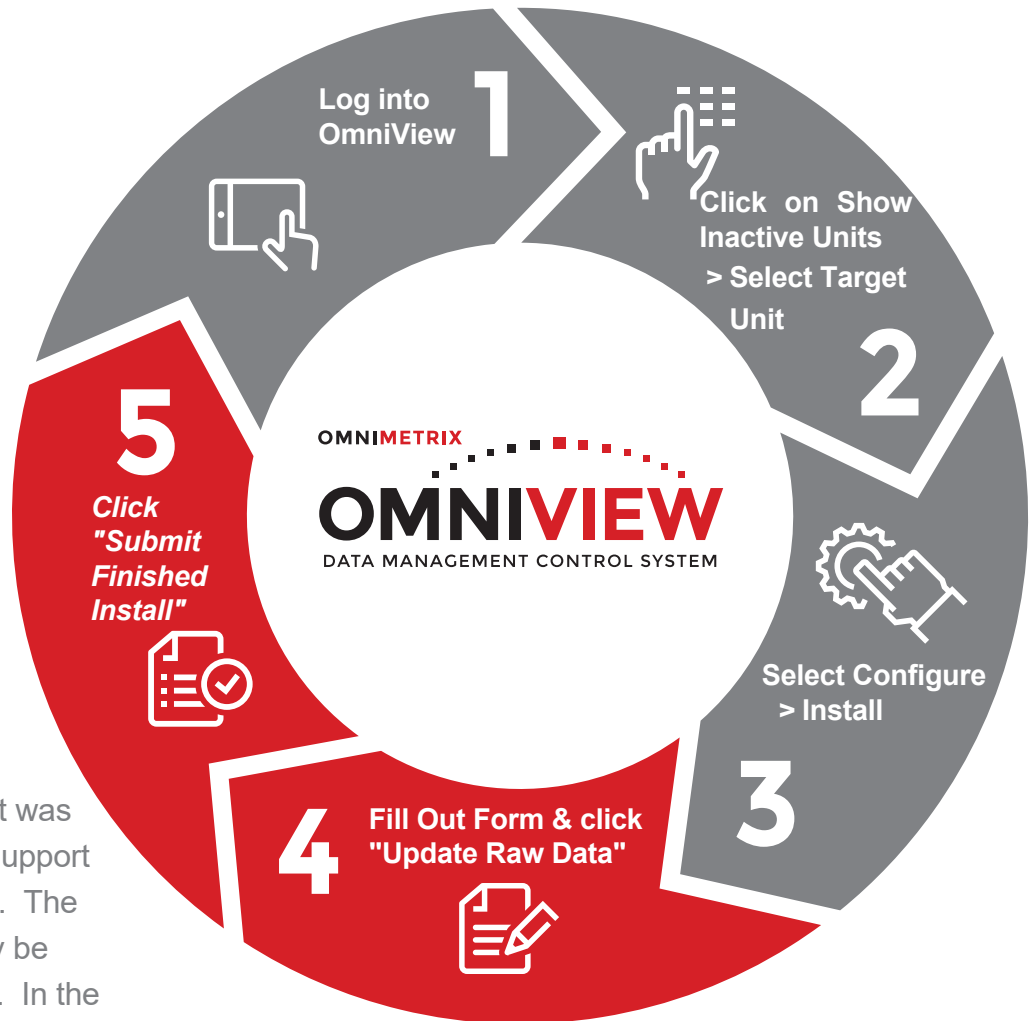 1
Log into
OmniView
Click on Show
Inactive Units
> Select Target
Unit
2
Select Configure
> Install
3
4
Fill Out Form & click
"Update Raw Data"
5
Click
"Submit
Finished
Install"
OMNIMETRIX
OMNIVIEW
DATA MANAGEMENT CONTROL SYSTEM
t was
upport
. The
be
. In the